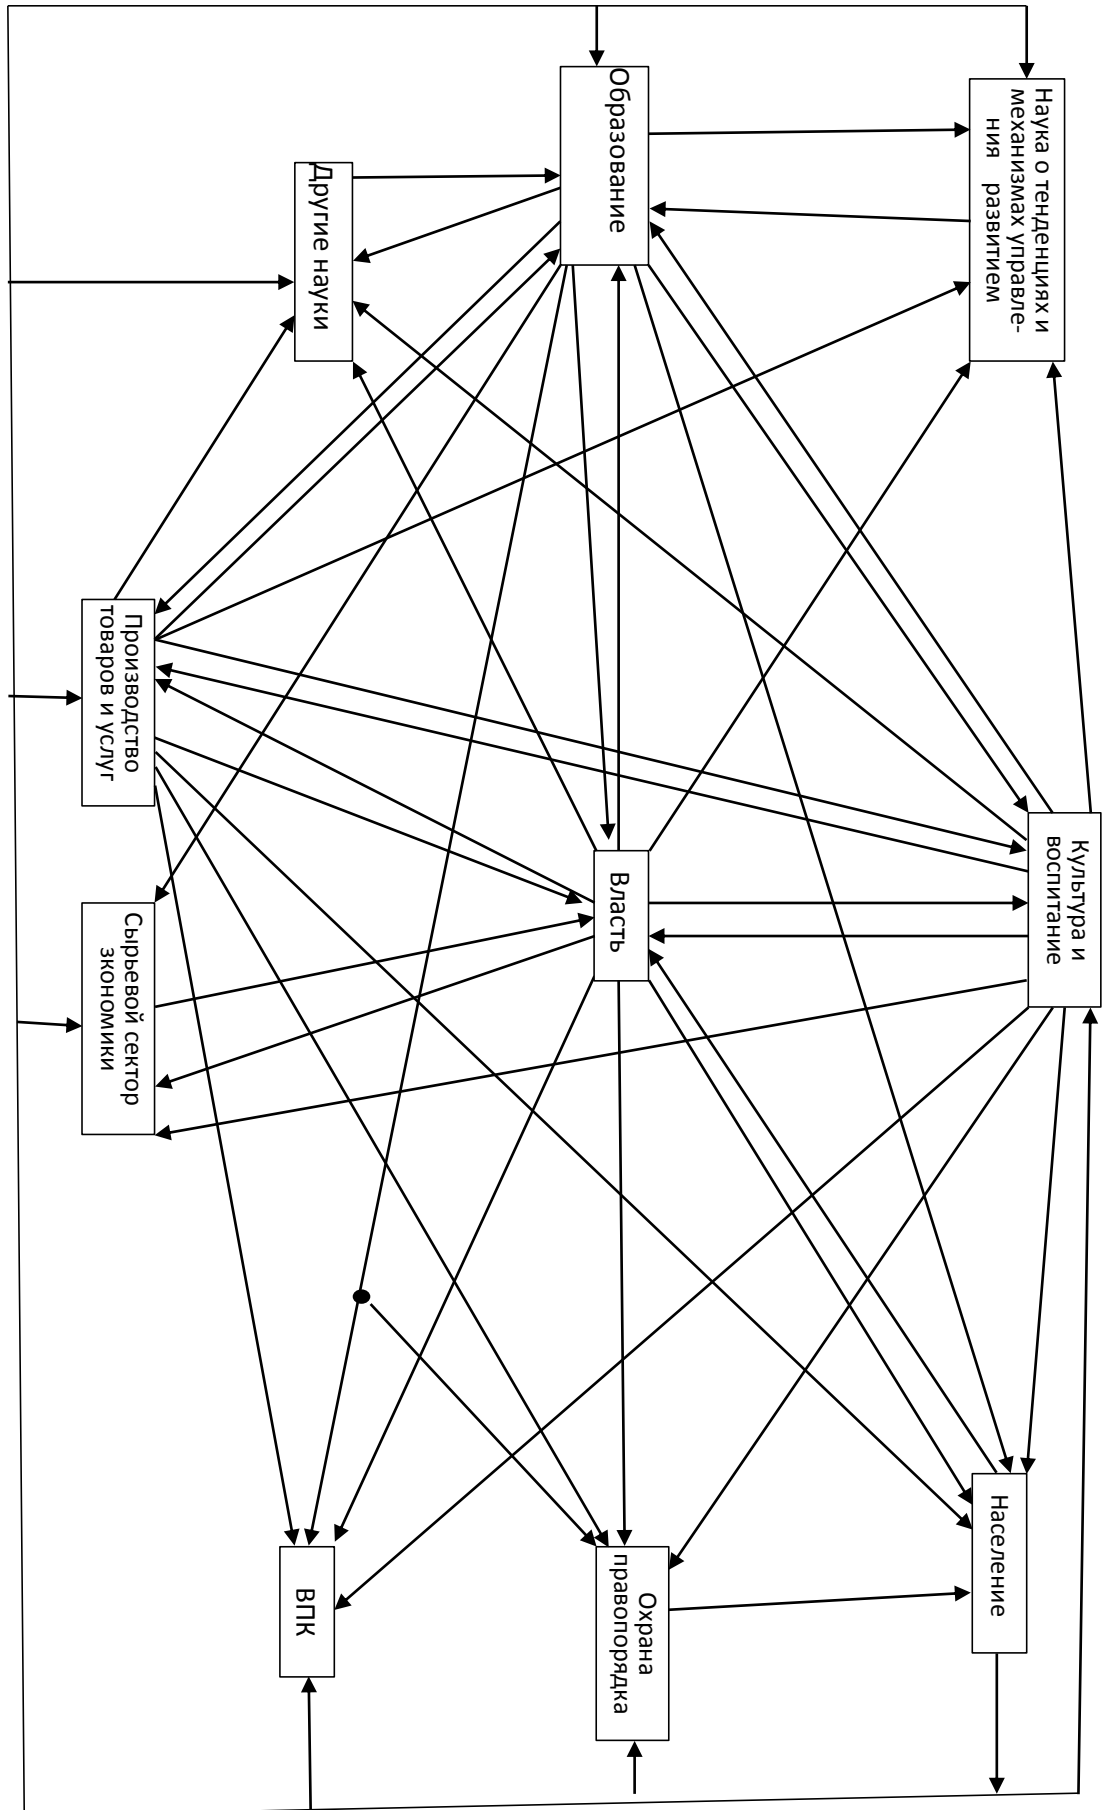 Наука о тенденциях и
механизмах управле-
ния развитием
Образование
Другие науки
Культура и
воспитание
Власть
Производство
товаров и услуг
Сырьевой сектор
экономики
Население
Охрана
правопорядка
ВПК